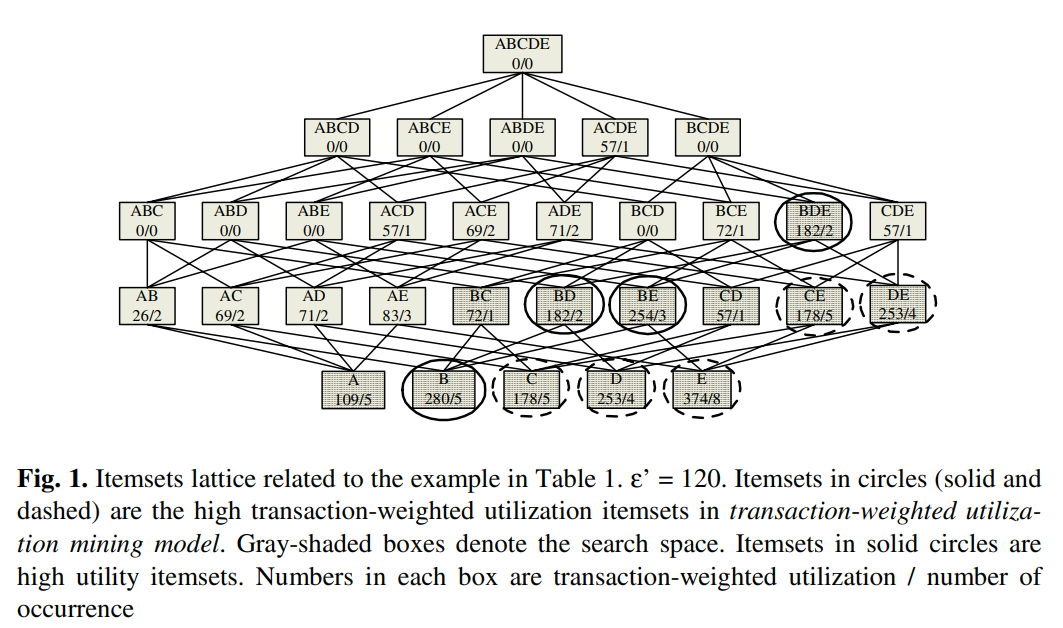 ABCDE
0/0
ABCD ABCE ABDE ACDE BCDE
0/0 0/0 0/0 57/1 0/0
ABC ABD ABE ACD ACE ADE BCD BCE BDE CDE
0/0 0/0 0/0 57/1 69/2 71/2 0/0 72/1 182/2 57/1
AB AC AD AE BC BD BE CD CE DE
26/2 69/2 71/2 83/3 72/1 182/2 254/3 57/1 178/5 253/4
A B C D E
109/5 280/5 178/5 253/4 374/8
Fig. 1. Itemsets lattice related to the example in Table 1. ε’ = 120. Itemsets in circles (solid and
dashed) are the high transaction-weighted utilization itemsets in transaction-weighted utiliza-
tion mining model. Gray-shaded boxes denote the search space. Itemsets in solid circles are
high utility itemsets. Numbers in each box are transaction-weighted utilization / number of
occurrence